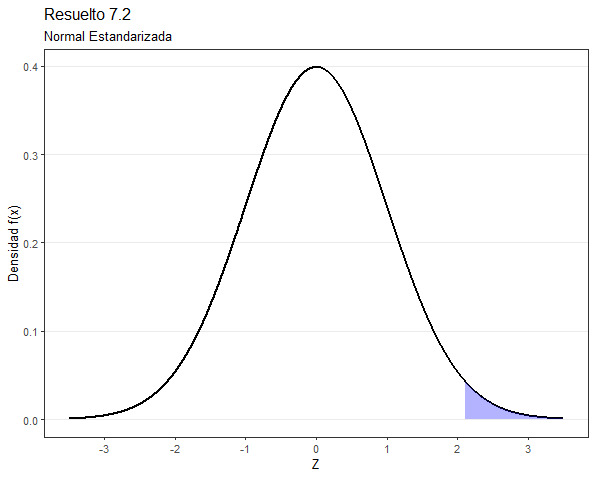 Resuelto 7.2
Normal Estandarizada
0.4
0.3
0.2
0.1
0.0
Densidad f(x)
-3 -2 -1 0 1 2 3
Z